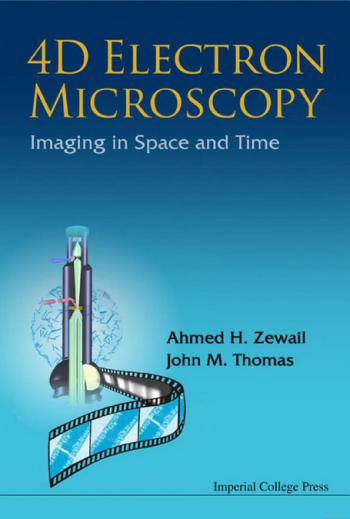 4D Electron
Microscopy
Imaging in Space and Time
Ahmed H. Zewail
John M. Thomas
Imperial College Press